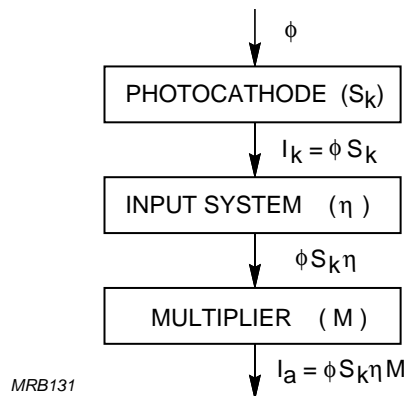 ϕ
PHOTOCATHODE (Sk)
Ik = ϕ Sk
INPUT SYSTEM (η)
ϕSkη
MULTIPLIER (M)
Ia = ϕSkηM
MRB131